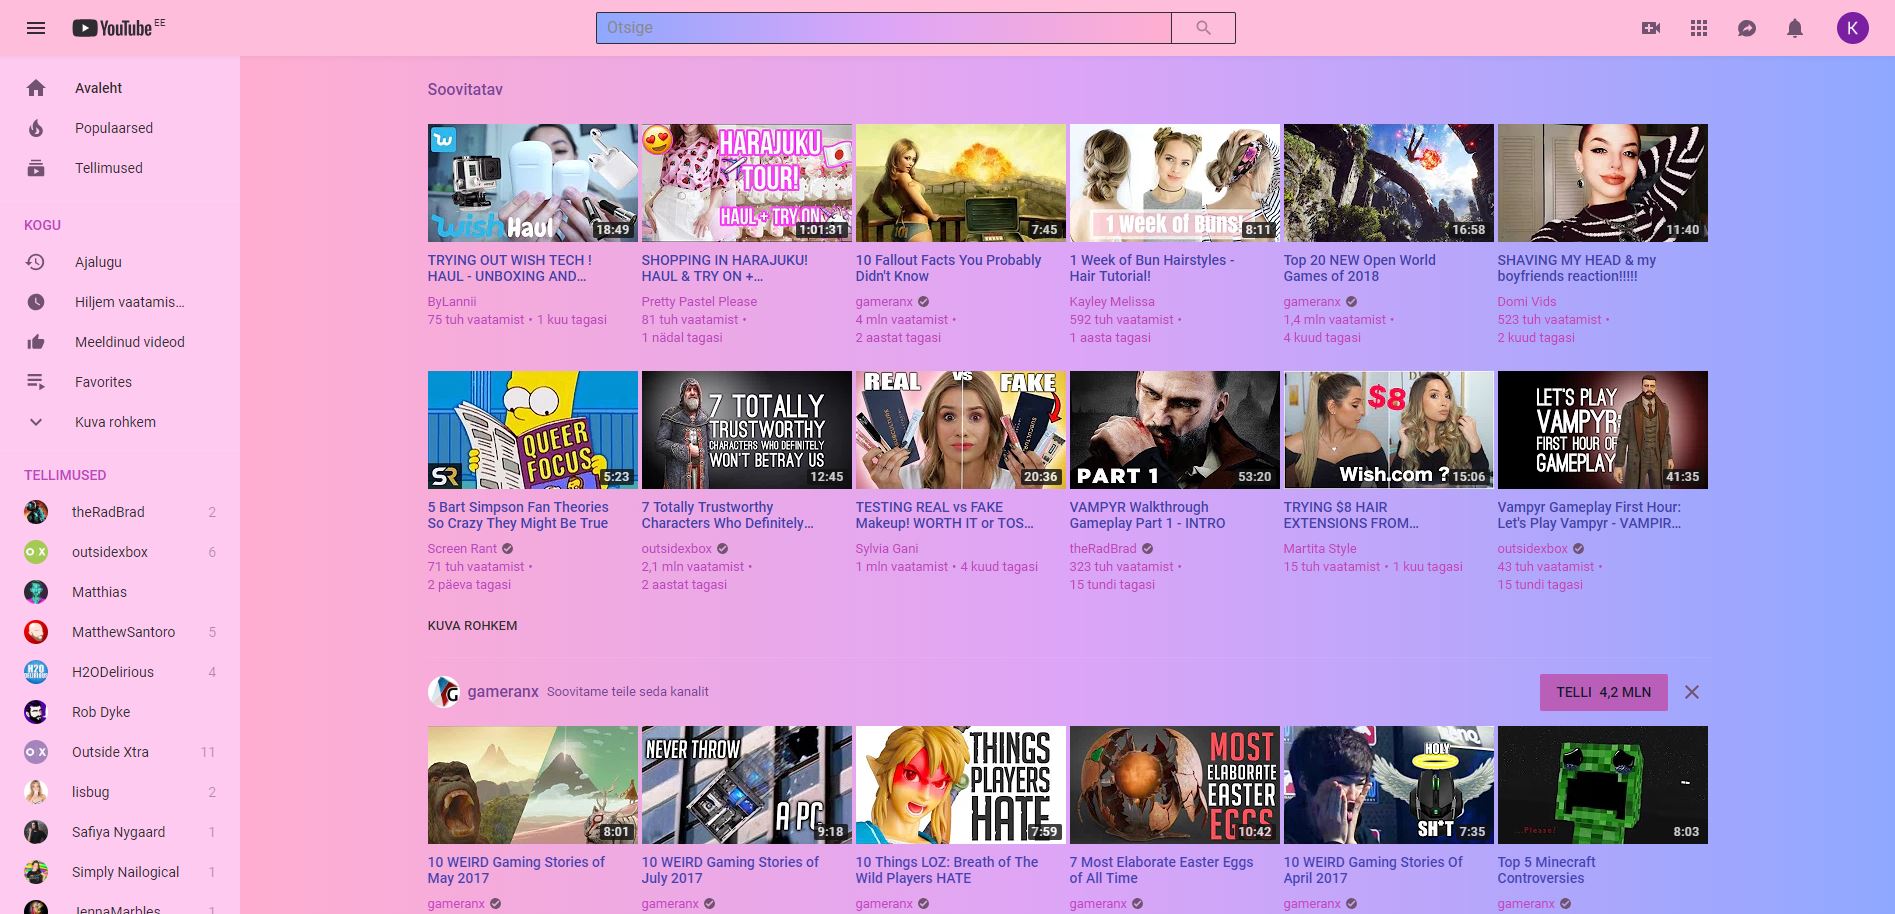 YouTube EE
Otsige
K
Avaleht
Populaarsed
Tellimused
KOGU
Ajalugu
Hiljem vaatamis...
Meeldinud videod
Favorites
Kuva rohkem
TELLIMUSED
theRadBrad 2
outsidexbox 6
Matthias
MatthewSantoro 5
H2ODelirious 4
Rob Dyke
Outside Xtra 11
lisbug 2
Safiya Nygaard 1
Simply Nailogical 1
JennaMarbles 1
Soovitatav
wish Haul
18:49
TRYING OUT WISH TECH !
HAUL - UNBOXING AND...
ByLannii
75 tuh vaatamist • 1 kuu tagasi
HARAJUKU
TOUR!
HAUL + TRY ON
1:01:31
SHOPPING IN HARAJUKU!
HAUL & TRY ON +...
Pretty Pastel Please
81 tuh vaatamist •
1 nädal tagasi
7:45
10 Fallout Facts You Probably
Didn't Know
gameranx
4 mln vaatamist •
2 aastat tagasi
1 Week of Buns!
8:11
1 Week of Bun Hairstyles -
Hair Tutorial!
Kayley Melissa
592 tuh vaatamist •
1 aasta tagasi
16:58
Top 20 NEW Open World
Games of 2018
gameranx
1,4 mln vaatamist •
4 kuud tagasi
11:40
SHAVING MY HEAD & my
boyfriends reaction!!!!!
Domi Vids
523 tuh vaatamist •
2 kuud tagasi
QUEER
FOCUS
SR
5:23
5 Bart Simpson Fan Theories
So Crazy They Might Be True
Screen Rant
71 tuh vaatamist •
2 päeva tagasi
7 TOTALLY
TRUSTWORTHY
CHARACTERS WHO DEFINITELY
WON'T BETRAY US
12:45
7 Totally Trustworthy
Characters Who Definitely...
outsidexbox
2,1 mln vaatamist •
2 aastat tagasi
REAL VS FAKE
20:36
TESTING REAL vs FAKE
Makeup! WORTH IT or TOS...
Sylvia Gani
1 mln vaatamist • 4 kuud tagasi
PART 1
53:20
VAMPYR Walkthrough
Gameplay Part 1 - INTRO
theRadBrad
323 tuh vaatamist •
15 tundi tagasi
$8
Wish.com ?
15:06
TRYING $8 HAIR
EXTENSIONS FROM...
Martita Style
15 tuh vaatamist • 1 kuu tagasi
LET'S PLAY
VAMPYR:
FIRST HOUR OF
GAMEPLAY
41:35
Vampyr Gameplay First Hour:
Let's Play Vampyr - VAMPIR...
outsidexbox
43 tuh vaatamist •
15 tundi tagasi
KUVA ROHKEM
gameranx Soovitame teile seda kanalit
TELLI 4,2 MLN
8:01
10 WEIRD Gaming Stories of
May 2017
gameranx
NEVER THROW
A PC
9:18
10 WEIRD Gaming Stories of
July 2017
gameranx
THINGS
PLAYERS
HATE
7:59
10 Things LOZ: Breath of The
Wild Players HATE
gameranx
MOST
ELABORATE
EASTER
EGGS
10:42
7 Most Elaborate Easter Eggs
of All Time
gameranx
HOLY
SH*T
7:35
10 WEIRD Gaming Stories Of
April 2017
gameranx
...Please!
8:03
Top 5 Minecraft
Controversies
gameranx